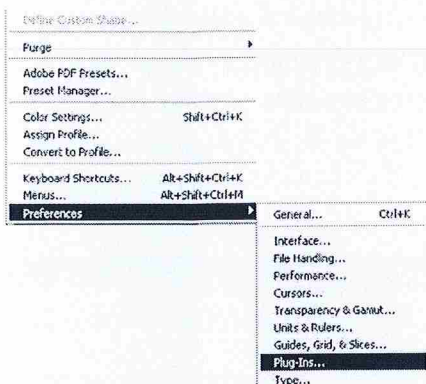 Define Custom Shape...
Purge
Adobe PDF Presets...
Preset Manager...
Color Settings... Shift+Ctrl+K
Assign Profile...
Convert to Profile...
Keyboard Shortcuts... Alt+Shift+Ctrl+K
Menus... Alt+Shift+Ctrl+M
Preferences
General... Ctrl+K
Interface...
File Handling...
Performance...
Cursors...
Transparency & Gamut...
Units & Rulers...
Guides, Grid, & Slices...
Plug-Ins...
Type...